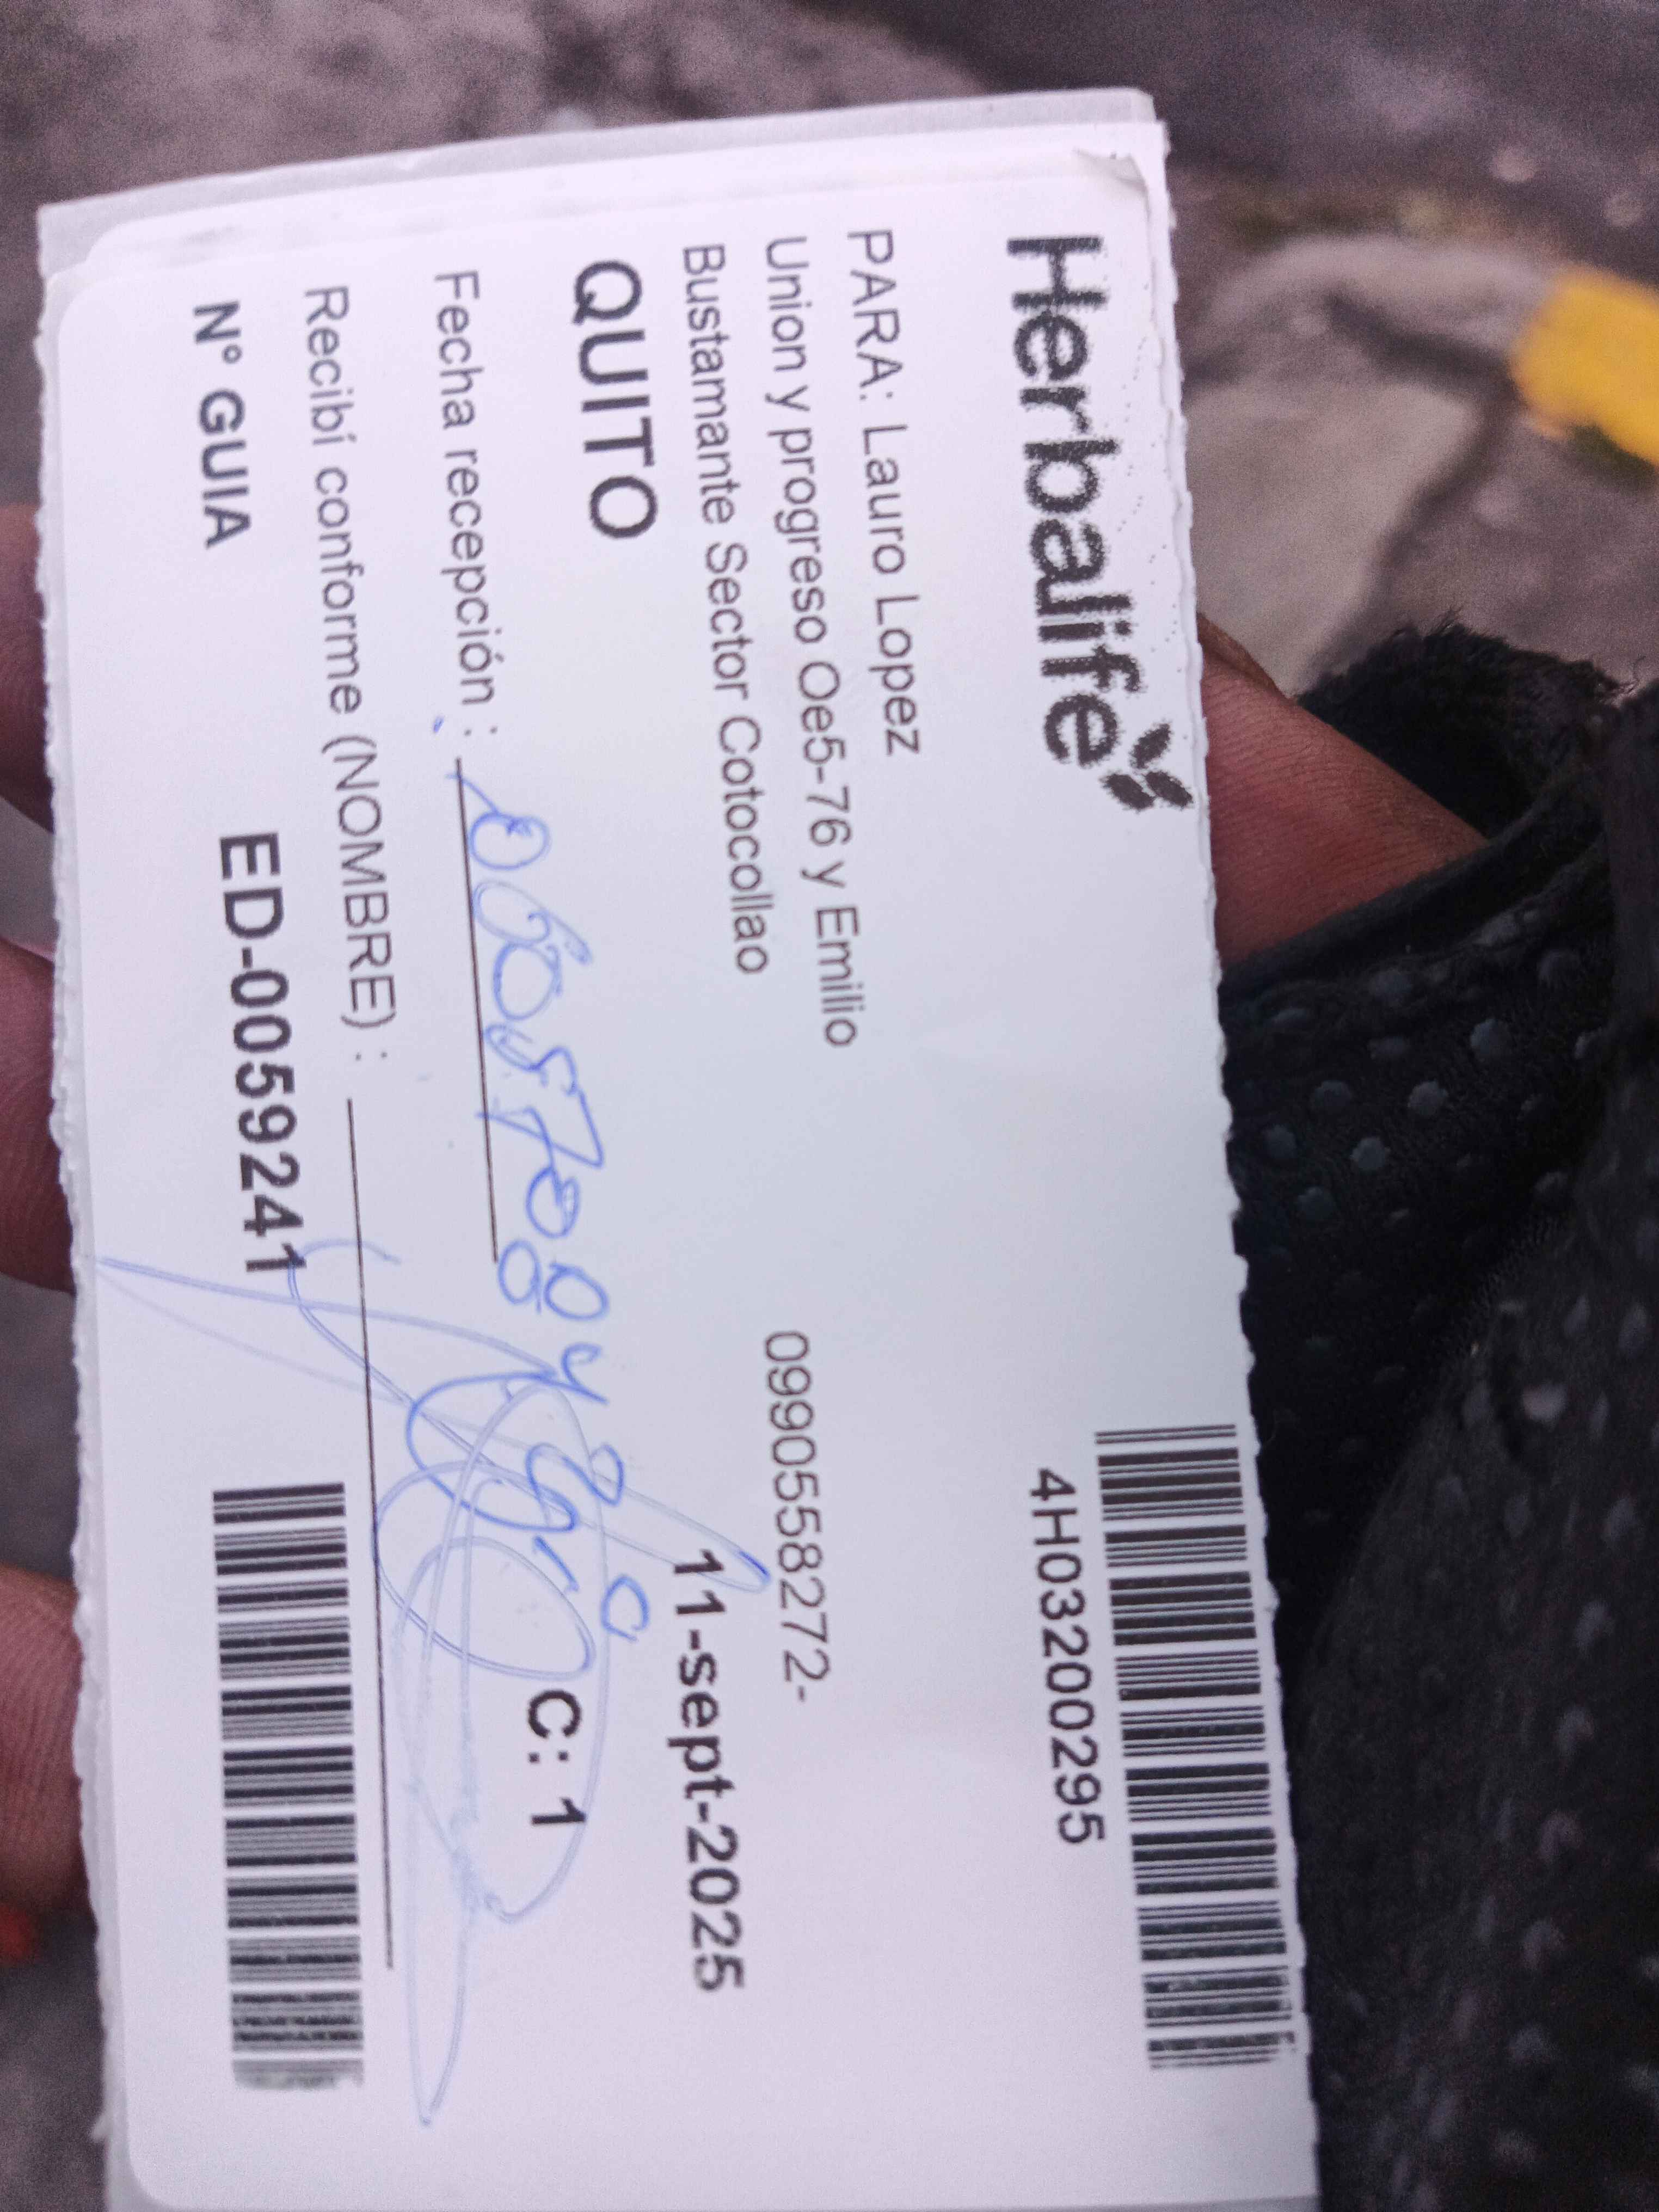 Herbalife
4H03200295
PARA: Lauro Lopez
Union y progreso Oe5-76 y Emilio
0990558272-
Bustamante Sector Cotocollao
11-sept-2025
QUITO
C: 1
Fecha recepción :
Recibí conforme (NOMBRE) :
N° GUIA ED-0059241